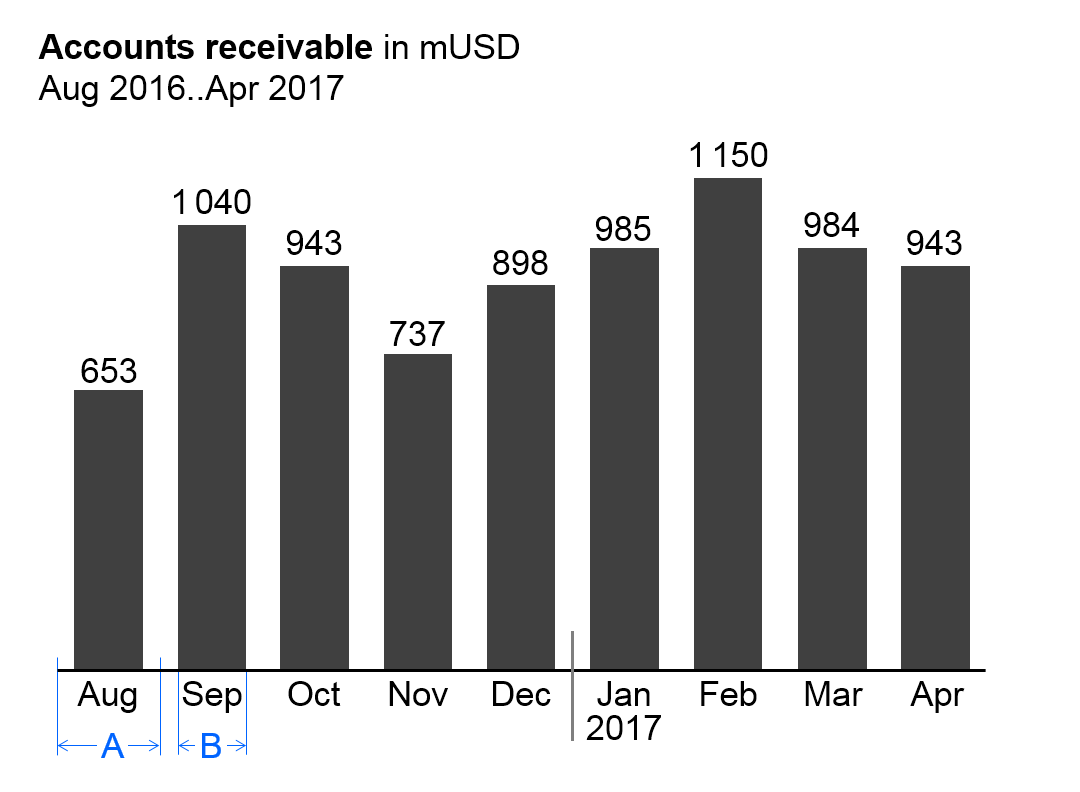 Accounts receivable in mUSD
Aug 2016..Apr 2017
653
1 040
943
737
898
985
1 150
984
943
Aug Sep Oct Nov Dec Jan Feb Mar Apr
2017
A B